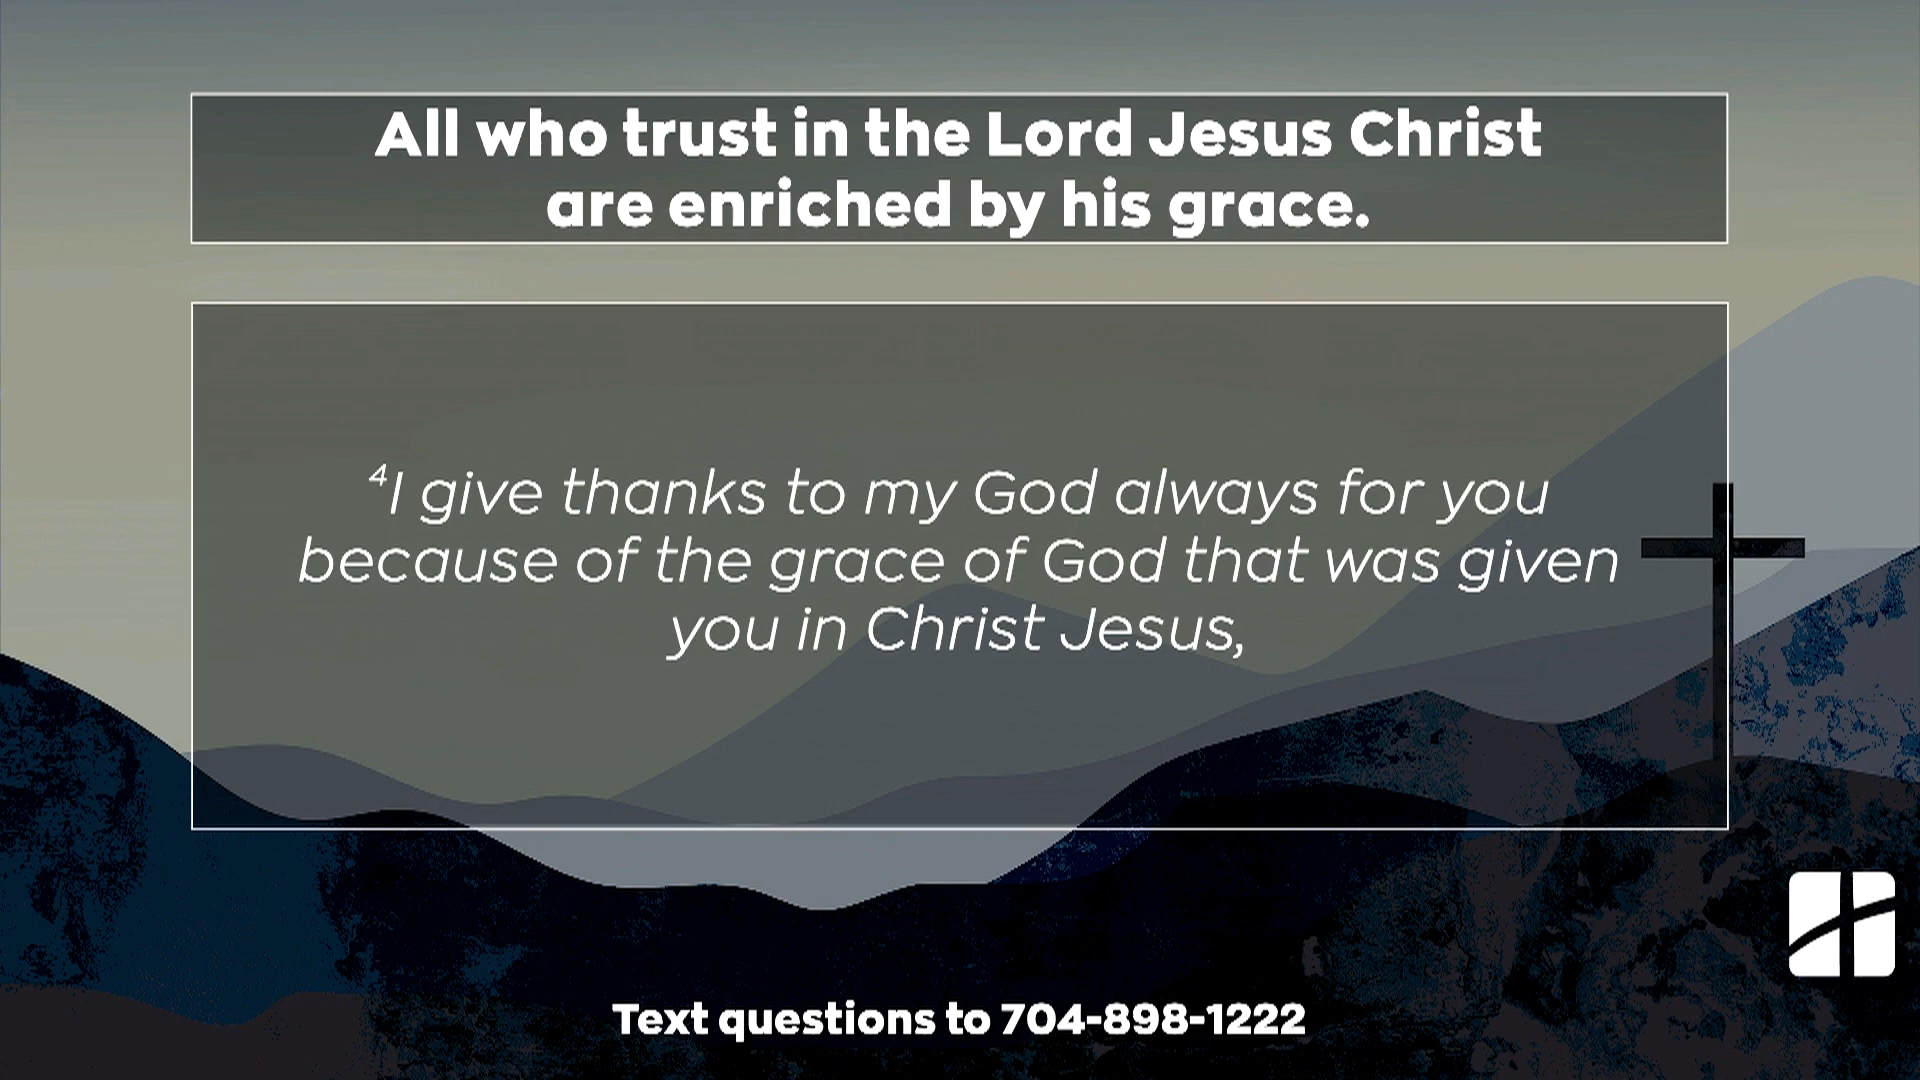 All who trust in the Lord Jesus Christ
are enriched by his grace.
⁴I give thanks to my God always for you
because of the grace of God that was given
you in Christ Jesus,
Text questions to 704-898-1222